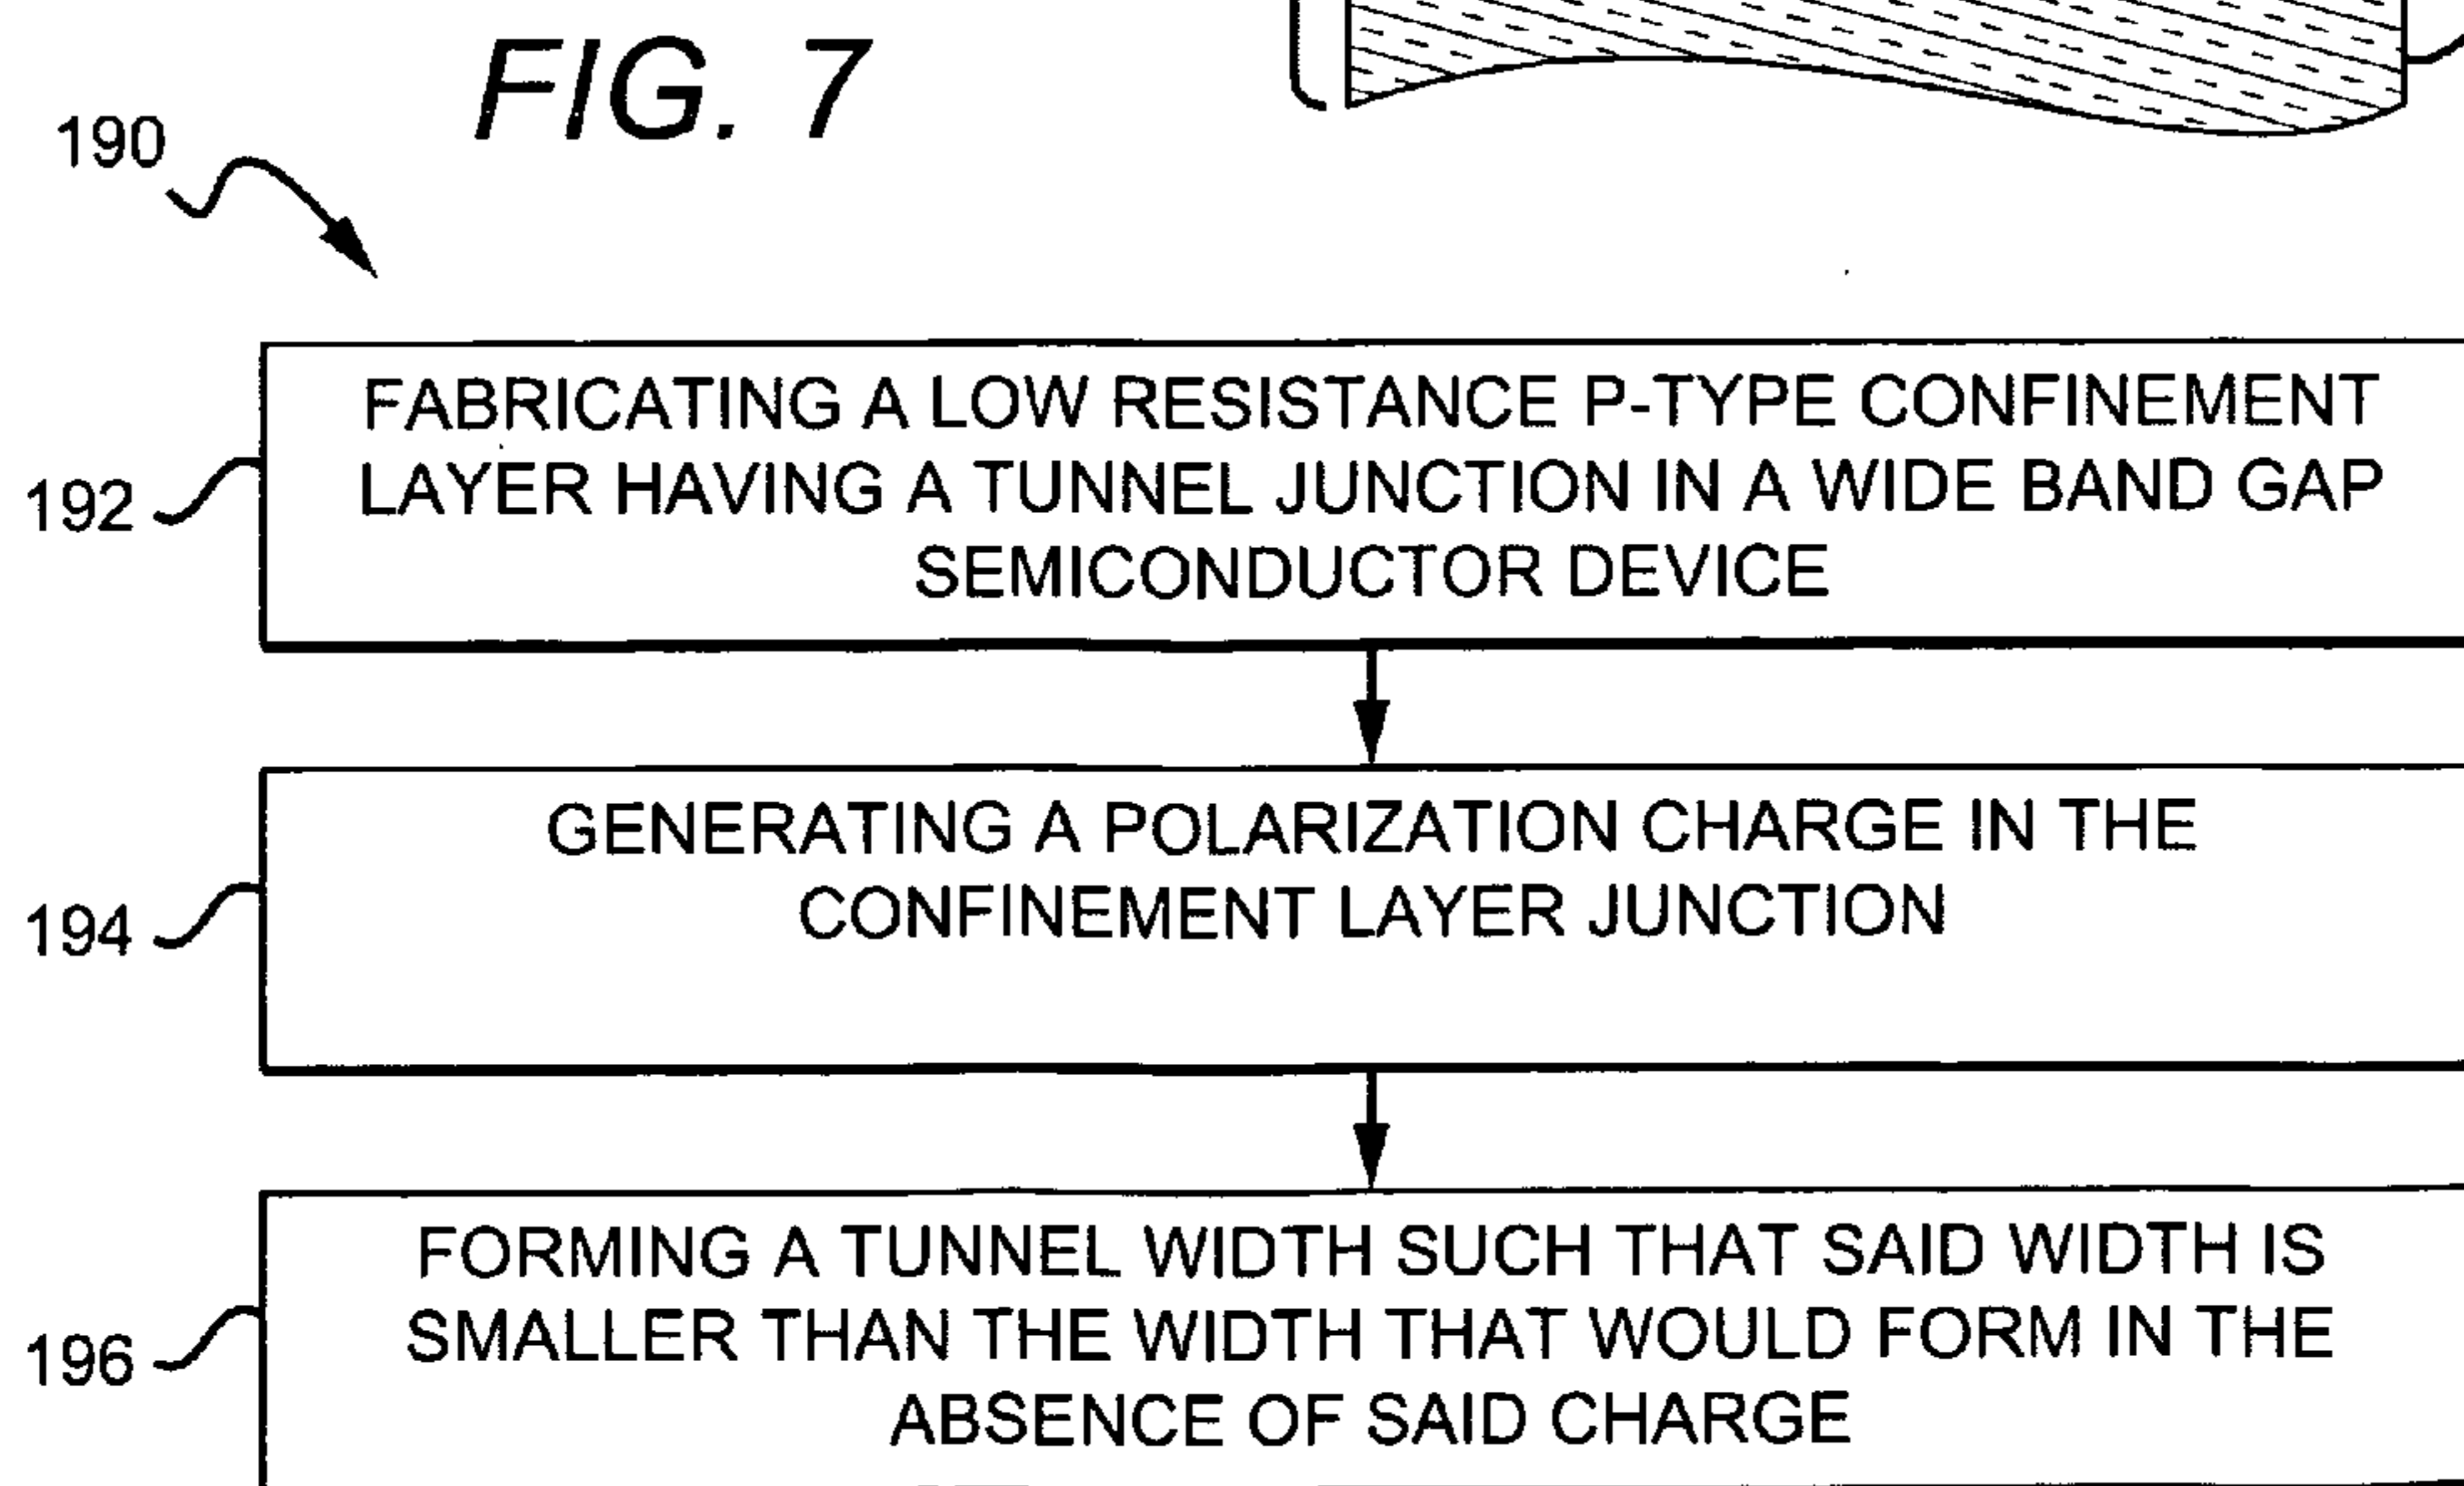 FIG. 7
190
FABRICATING A LOW RESISTANCE P-TYPE CONFINEMENT
LAYER HAVING A TUNNEL JUNCTION IN A WIDE BAND GAP
SEMICONDUCTOR DEVICE
192
GENERATING A POLARIZATION CHARGE IN THE
CONFINEMENT LAYER JUNCTION
194
FORMING A TUNNEL WIDTH SUCH THAT SAID WIDTH IS
SMALLER THAN THE WIDTH THAT WOULD FORM IN THE
ABSENCE OF SAID CHARGE
196